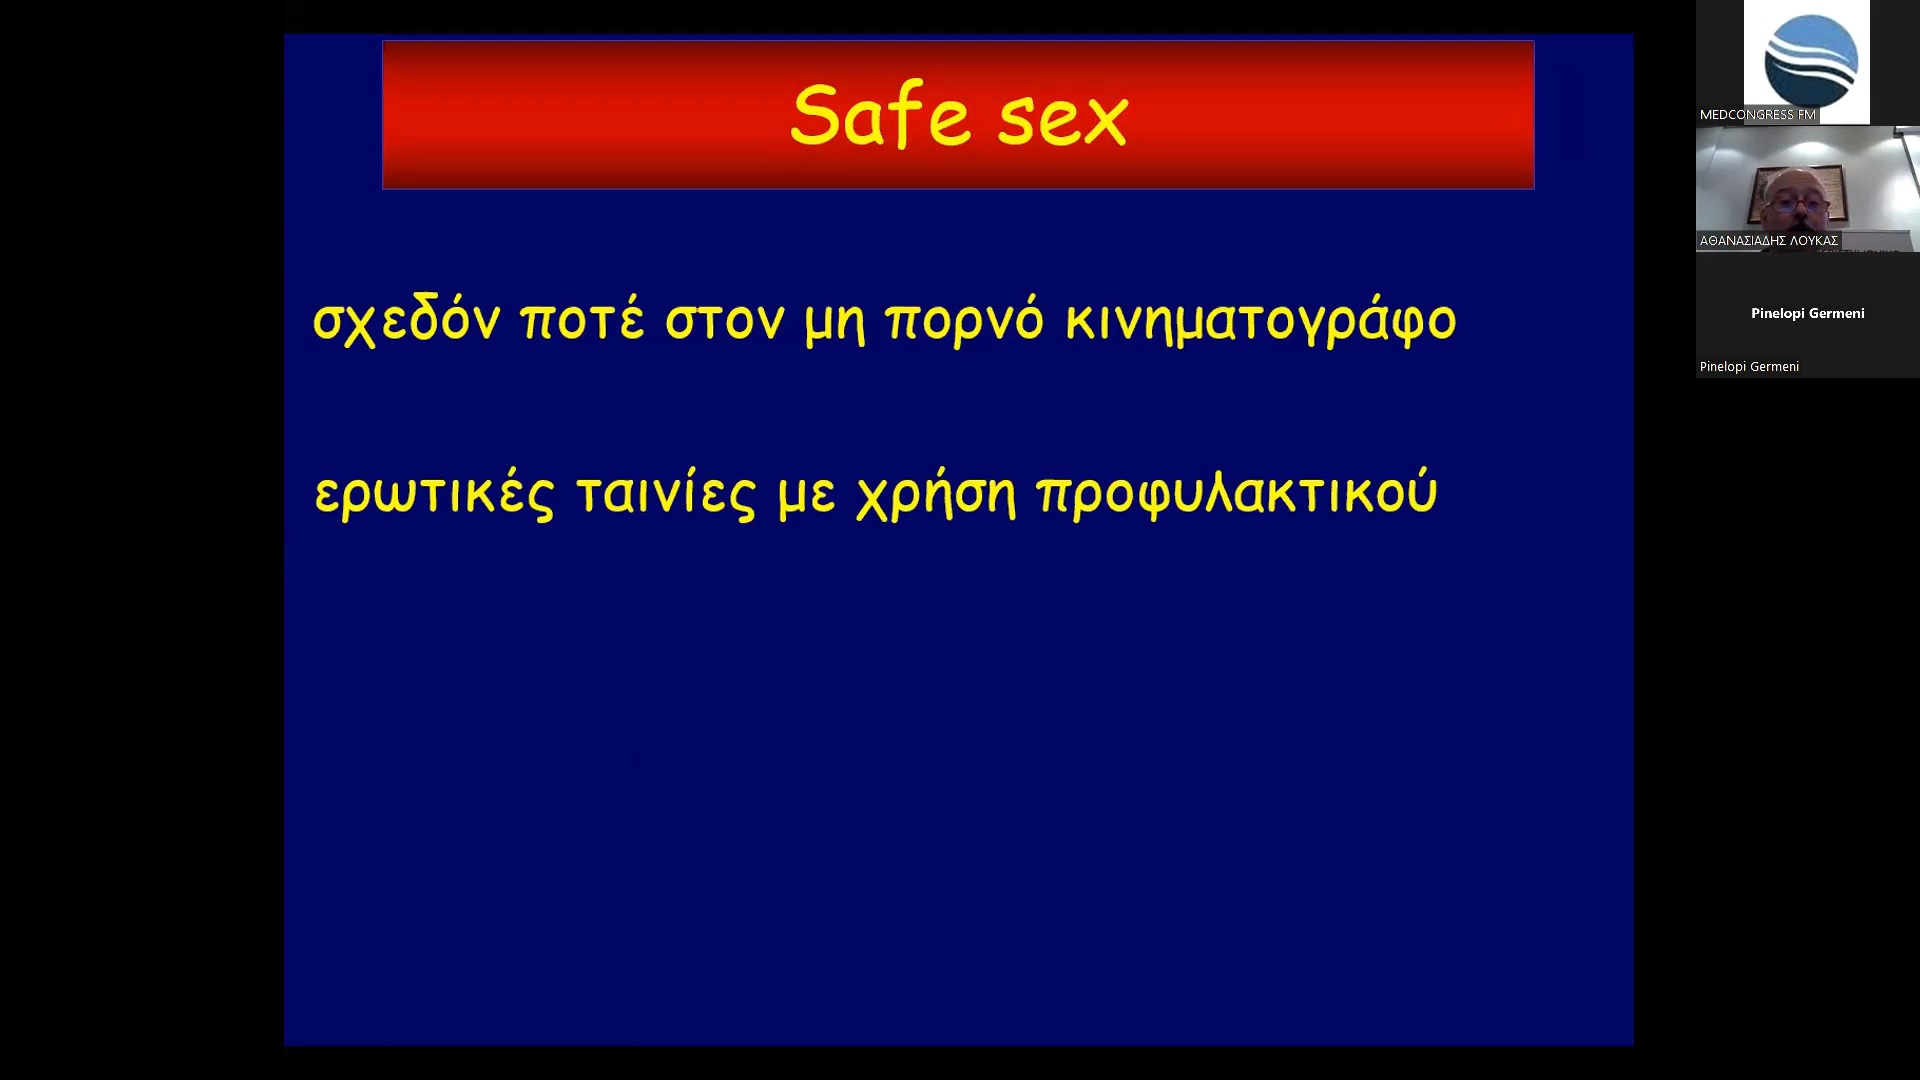 Safe sex
σχεδόν ποτέ στον μη πορνό κινηματογράφο
ερωτικές ταινίες με χρήση προφυλακτικού
MEDCONGRESS FM
ΑΘΑΝΑΣΙΑΔΗΣ ΛΟΥΚΑΣ
Pinelopi Germeni
Pinelopi Germeni